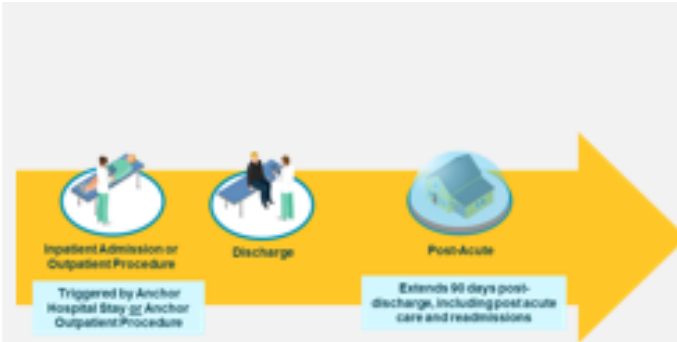 Inpatient Admission or
Outpatient Procedure
Discharge
Post-Acute
Triggered by Anchor
Hospital Stay or Anchor
Outpatient Procedure
Extends 90 days post-
discharge, including post acute
care and readmissions